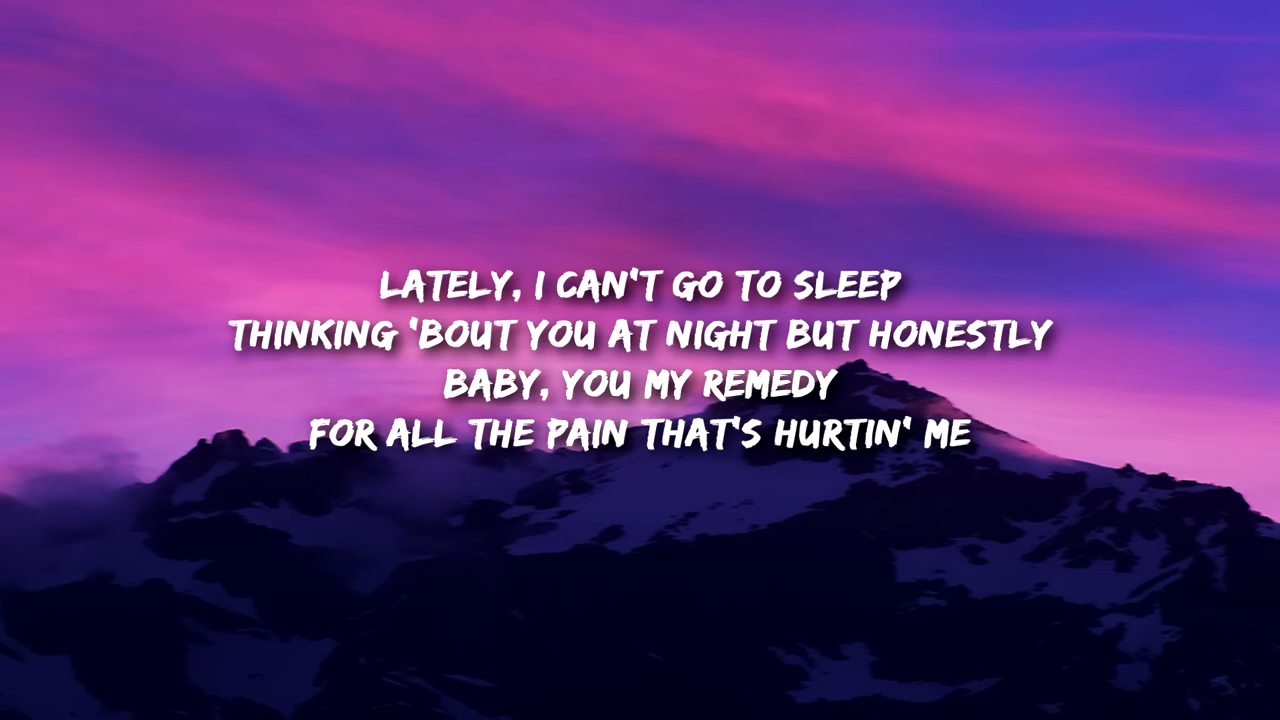 LATELY, I CAN'T GO TO SLEEP
THINKING 'BOUT YOU AT NIGHT BUT HONESTLY
BABY, YOU MY REMEDY
FOR ALL THE PAIN THAT'S HURTIN' ME